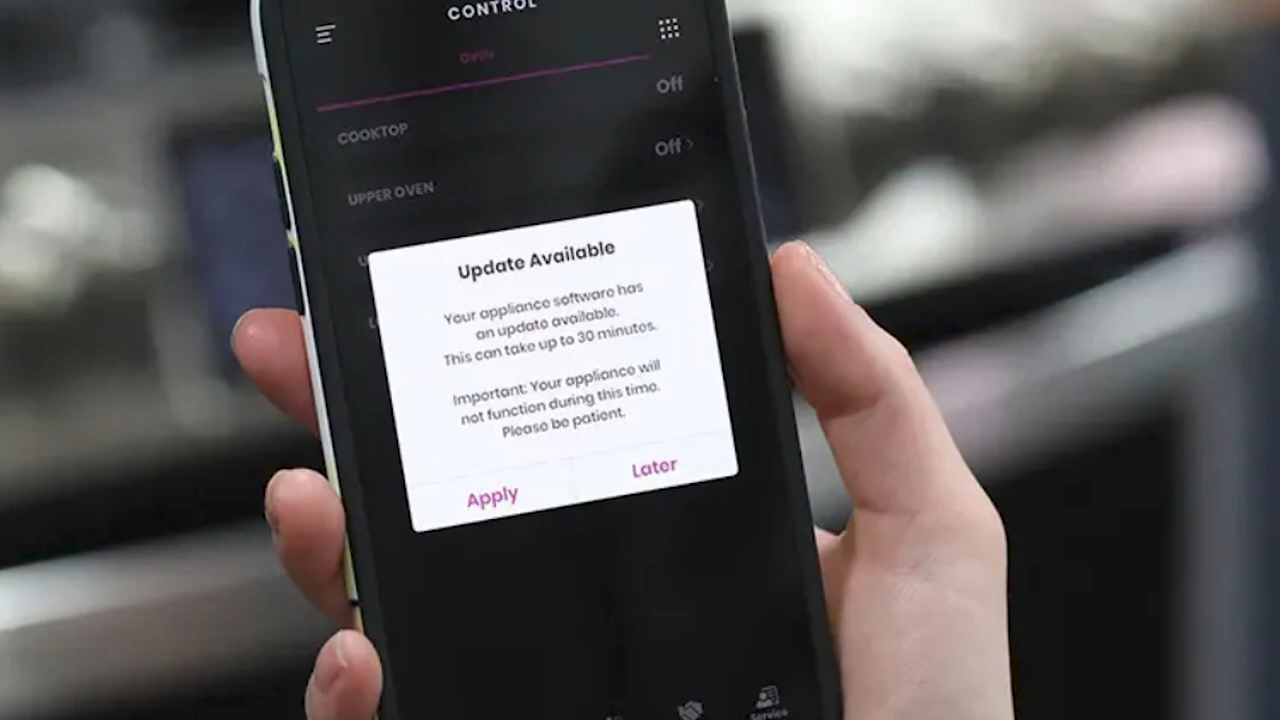 CONTROL
Off
COOKTOP
Off
UPPER OVEN
Update Available
Your appliance software has
an update available.
This can take up to 30 minutes.
Important: Your appliance will
not function during this time.
Please be patient.
Apply
Later
Service